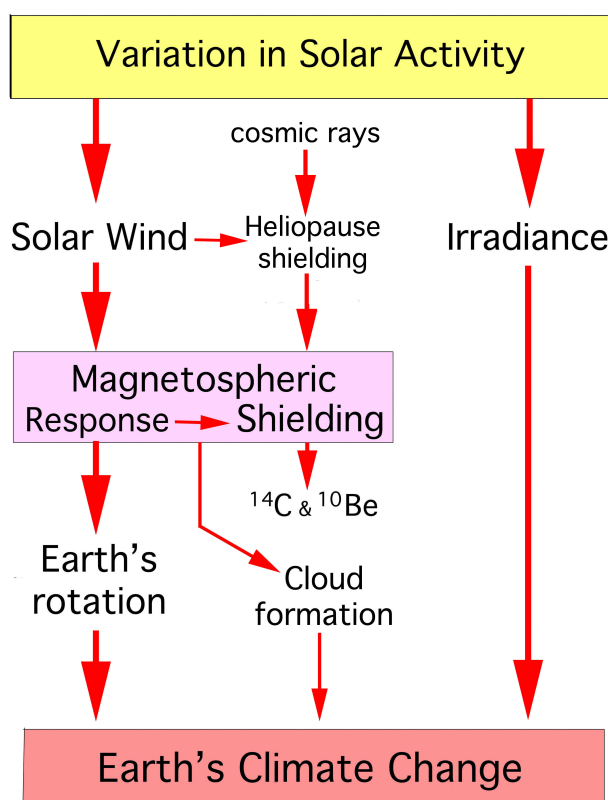 Variation in Solar Activity
cosmic rays
Solar Wind
Heliopause
shielding
Irradiance
Magnetospheric
Response
Shielding
¹⁴C & ¹⁰Be
Earth's
rotation
Cloud
formation
Earth's Climate Change